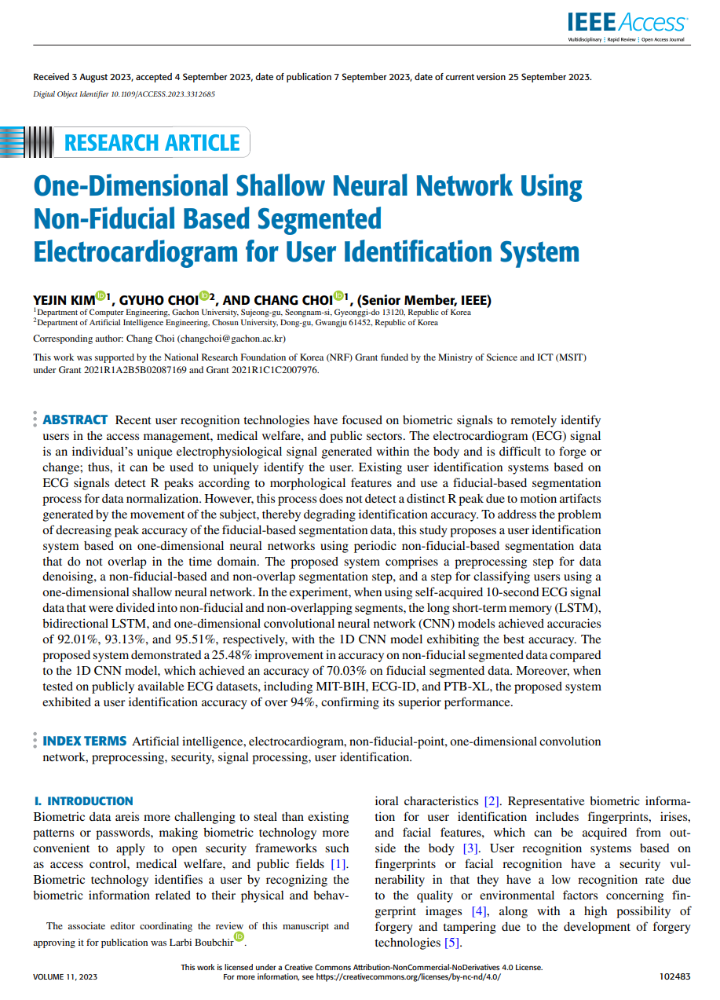 IEEE Access
Multidisciplinary | Rapid Review | Open Access Journal
Received 3 August 2023, accepted 4 September 2023, date of publication 7 September 2023, date of current version 25 September 2023.
Digital Object Identifier 10.1109/ACCESS.2023.3312685
RESEARCH ARTICLE
One-Dimensional Shallow Neural Network Using
Non-Fiducial Based Segmented
Electrocardiogram for User Identification System
YEJIN KIM iD 1, GYUHO CHOI iD 2, AND CHANG CHOI iD 1, (Senior Member, IEEE)
1Department of Computer Engineering, Gachon University, Sujeong-gu, Seongnam-si, Gyeonggi-do 13120, Republic of Korea
2Department of Artificial Intelligence Engineering, Chosun University, Dong-gu, Gwangju 61452, Republic of Korea
Corresponding author: Chang Choi (changchoi@gachon.ac.kr)
This work was supported by the National Research Foundation of Korea (NRF) Grant funded by the Ministry of Science and ICT (MSIT)
under Grant 2021R1A2B5B02087169 and Grant 2021R1C1C2007976.
ABSTRACT Recent user recognition technologies have focused on biometric signals to remotely identify
users in the access management, medical welfare, and public sectors. The electrocardiogram (ECG) signal
is an individual's unique electrophysiological signal generated within the body and is difficult to forge or
change; thus, it can be used to uniquely identify the user. Existing user identification systems based on
ECG signals detect R peaks according to morphological features and use a fiducial-based segmentation
process for data normalization. However, this process does not detect a distinct R peak due to motion artifacts
generated by the movement of the subject, thereby degrading identification accuracy. To address the problem
of decreasing peak accuracy of the fiducial-based segmentation data, this study proposes a user identification
system based on one-dimensional neural networks using periodic non-fiducial-based segmentation data
that do not overlap in the time domain. The proposed system comprises a preprocessing step for data
denoising, a non-fiducial-based and non-overlap segmentation step, and a step for classifying users using a
one-dimensional shallow neural network. In the experiment, when using self-acquired 10-second ECG signal
data that were divided into non-fiducial and non-overlapping segments, the long short-term memory (LSTM),
bidirectional LSTM, and one-dimensional convolutional neural network (CNN) models achieved accuracies
of 92.01%, 93.13%, and 95.51%, respectively, with the 1D CNN model exhibiting the best accuracy. The
proposed system demonstrated a 25.48% improvement in accuracy on non-fiducial segmented data compared
to the 1D CNN model, which achieved an accuracy of 70.03% on fiducial segmented data. Moreover, when
tested on publicly available ECG datasets, including MIT-BIH, ECG-ID, and PTB-XL, the proposed system
exhibited a user identification accuracy of over 94%, confirming its superior performance.
INDEX TERMS Artificial intelligence, electrocardiogram, non-fiducial-point, one-dimensional convolution
network, preprocessing, security, signal processing, user identification.
I. INTRODUCTION
Biometric data areis more challenging to steal than existing
patterns or passwords, making biometric technology more
convenient to apply to open security frameworks such
as access control, medical welfare, and public fields [1].
Biometric technology identifies a user by recognizing the
biometric information related to their physical and behav-
The associate editor coordinating the review of this manuscript and
approving it for publication was Larbi Boubchir iD .
ioral characteristics [2]. Representative biometric informa-
tion for user identification includes fingerprints, irises,
and facial features, which can be acquired from out-
side the body [3]. User recognition systems based on
fingerprints or facial recognition have a security vul-
nerability in that they have a low recognition rate due
to the quality or environmental factors concerning fin-
gerprint images [4], along with a high possibility of
forgery and tampering due to the development of forgery
technologies [5].
This work is licensed under a Creative Commons Attribution-NonCommercial-NoDerivatives 4.0 License.
VOLUME 11, 2023
For more information, see https://creativecommons.org/licenses/by-nc-nd/4.0/
102483